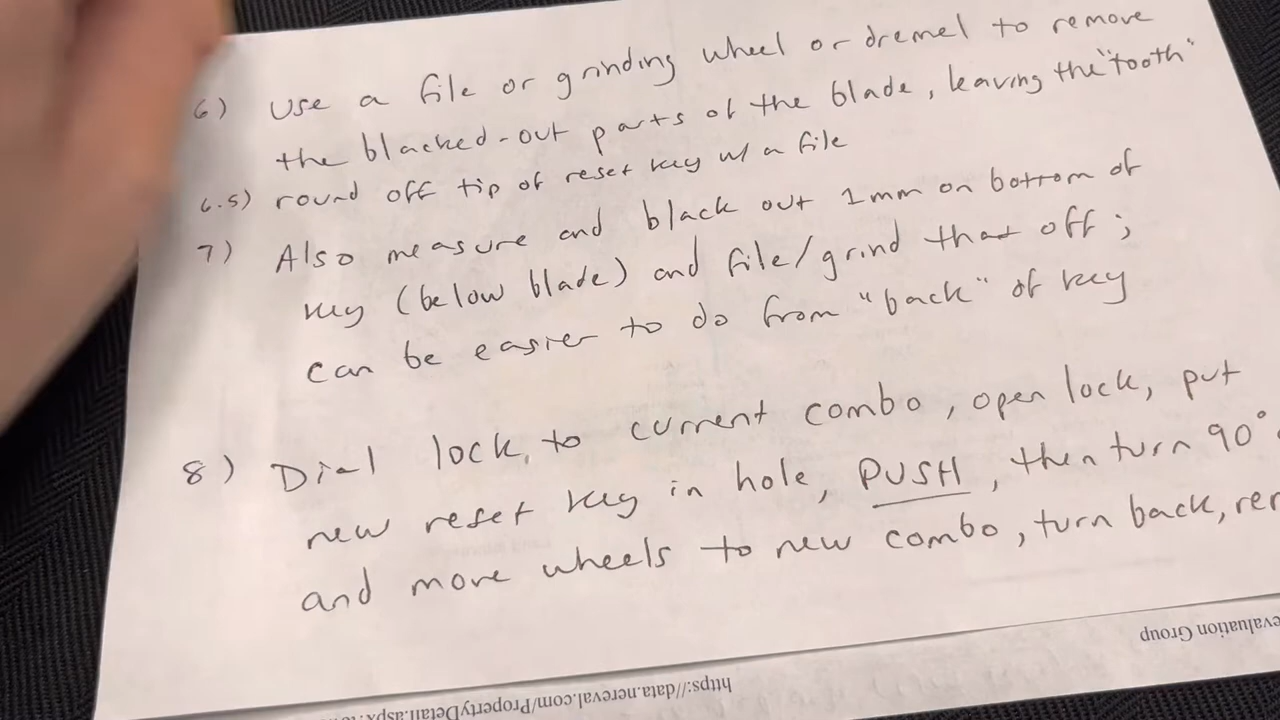 6) Use a file or grinding wheel or dremel to remove
the blacked-out parts of the blade, leaving the "tooth"
6.5) round off tip of reset key w/ a file
7) Also measure and black out 1mm on bottom of
key (below blade) and file/grind that off;
can be easier to do from "back" of key
8) Dial lock to current combo, open lock, put
new reset key in hole, PUSH, then turn 90°
and move wheels to new combo, turn back,
evaluation Group
https://data.ncreval.com/PropertyDetail.aspx